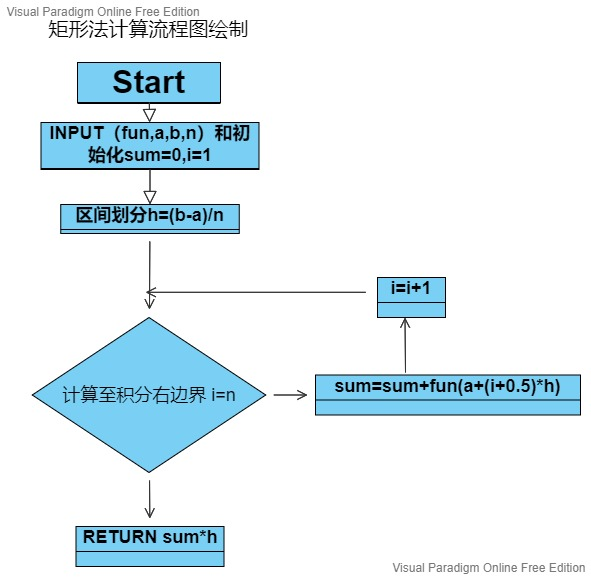 Visual Paradigm Online Free Edition
矩形法计算流程图绘制
Start
INPUT（fun,a,b,n）和初
始化sum=0,i=1
区间划分h=(b-a)/n
i=i+1
计算至积分右边界 i=n
sum=sum+fun(a+(i+0.5)*h)
RETURN sum*h
Visual Paradigm Online Free Edition